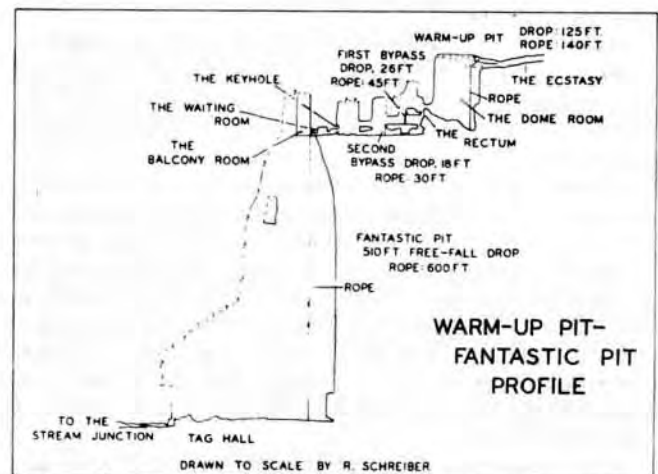 WARM-UP PIT
DROP: 125 FT.
ROPE: 140 FT.
FIRST BYPASS
DROP, 26 FT
ROPE: 45 FT
THE ECSTASY
THE KEYHOLE
ROPE
THE WAITING
ROOM
THE DOME ROOM
THE
BALCONY ROOM
THE
RECTUM
SECOND
BYPASS DROP, 18 FT
ROPE: 30 FT
FANTASTIC PIT
510 FT. FREE-FALL DROP
ROPE: 600 FT
ROPE
WARM-UP PIT-
FANTASTIC PIT
PROFILE
TO THE
STREAM JUNCTION
TAG HALL
DRAWN TO SCALE BY R. SCHREIBER